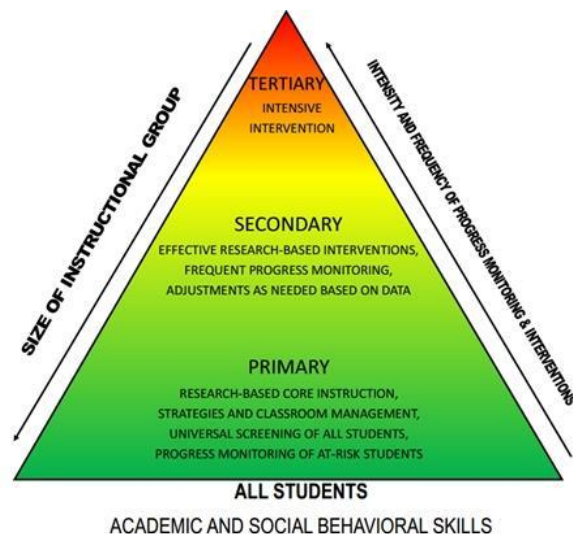 TERTIARY
INTENSIVE
INTERVENTION
SIZE OF INSTRUCTIONAL GROUP
INTENSITY AND FREQUENCY OF PROGRESS MONITORING & INTERVENTIONS
SECONDARY
EFFECTIVE RESEARCH-BASED INTERVENTIONS,
FREQUENT PROGRESS MONITORING,
ADJUSTMENTS AS NEEDED BASED ON DATA
PRIMARY
RESEARCH-BASED CORE INSTRUCTION,
STRATEGIES AND CLASSROOM MANAGEMENT,
UNIVERSAL SCREENING OF ALL STUDENTS,
PROGRESS MONITORING OF AT-RISK STUDENTS
ALL STUDENTS
ACADEMIC AND SOCIAL BEHAVIORAL SKILLS